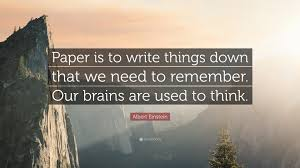 Paper is to write things down
that we need to remember.
Our brains are used to think.
Albert Einstein